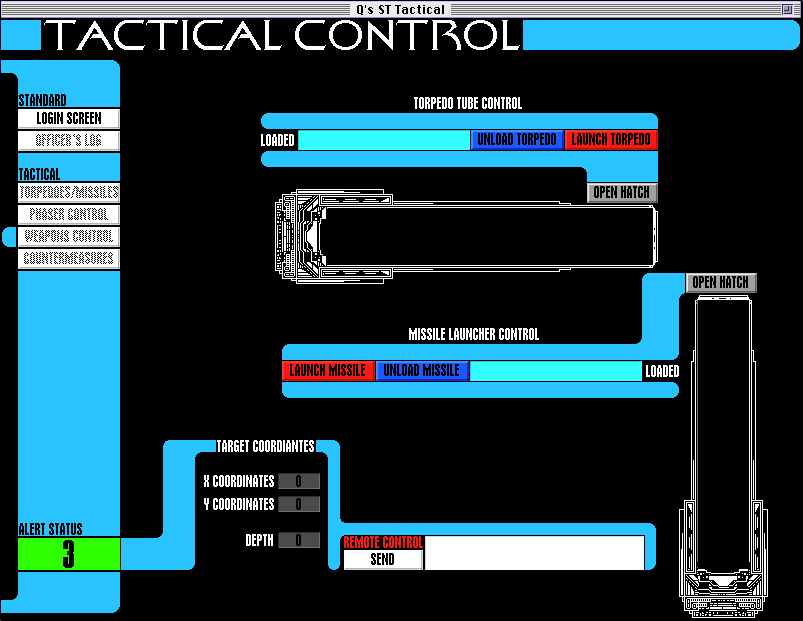 Q's ST Tactical
TACTICAL CONTROL
STANDARD
LOGIN SCREEN
OFFICER'S LOG
TACTICAL
TORPEDOES/MISSILES
PHASER CONTROL
WEAPONS CONTROL
COUNTERMEASURES
TORPEDO TUBE CONTROL
LOADED
UNLOAD TORPEDO
LAUNCH TORPEDO
OPEN HATCH
OPEN HATCH
MISSILE LAUNCHER CONTROL
LAUNCH MISSILE
UNLOAD MISSILE
LOADED
TARGET COORDIANTES
X COORDINATES 0
Y COORDINATES 0
DEPTH 0
ALERT STATUS
3
REMOTE CONTROL
SEND